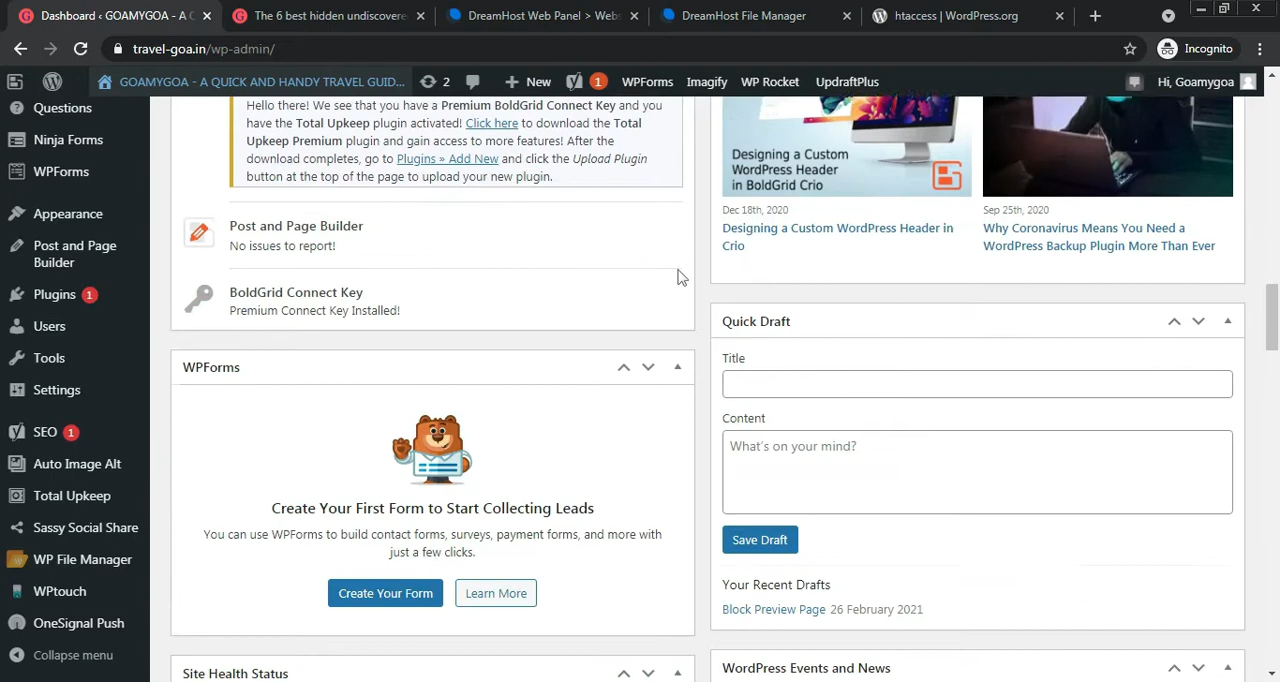 Dashboard ‹ GOAMYGOA - A C
The 6 best hidden undiscovere
DreamHost Web Panel > Webs
DreamHost File Manager
htaccess | WordPress.org
travel-goa.in/wp-admin/
Incognito
GOAMYGOA - A QUICK AND HANDY TRAVEL GUID...
2
New
1
WPForms
Imagify
WP Rocket
UpdraftPlus
Hi, Goamygoa
Questions
Ninja Forms
WPForms
Appearance
Post and Page
Builder
Plugins 1
Users
Tools
Settings
SEO 1
Auto Image Alt
Total Upkeep
Sassy Social Share
WP File Manager
WPtouch
OneSignal Push
Collapse menu
Hello there! We see that you have a Premium BoldGrid Connect Key and you
have the Total Upkeep plugin activated! Click here to download the Total
Upkeep Premium plugin and gain access to more features! After the
download completes, go to Plugins » Add New and click the Upload Plugin
button at the top of the page to upload your new plugin.
Post and Page Builder
No issues to report!
BoldGrid Connect Key
Premium Connect Key Installed!
WPForms
Create Your First Form to Start Collecting Leads
You can use WPForms to build contact forms, surveys, payment forms, and more with
just a few clicks.
Create Your Form
Learn More
Site Health Status
Designing a Custom
WordPress Header
in BoldGrid Crio
Dec 18th, 2020
Designing a Custom WordPress Header in
Crio
Sep 25th, 2020
Why Coronavirus Means You Need a
WordPress Backup Plugin More Than Ever
Quick Draft
Title
Content
What's on your mind?
Save Draft
Your Recent Drafts
Block Preview Page 26 February 2021
WordPress Events and News